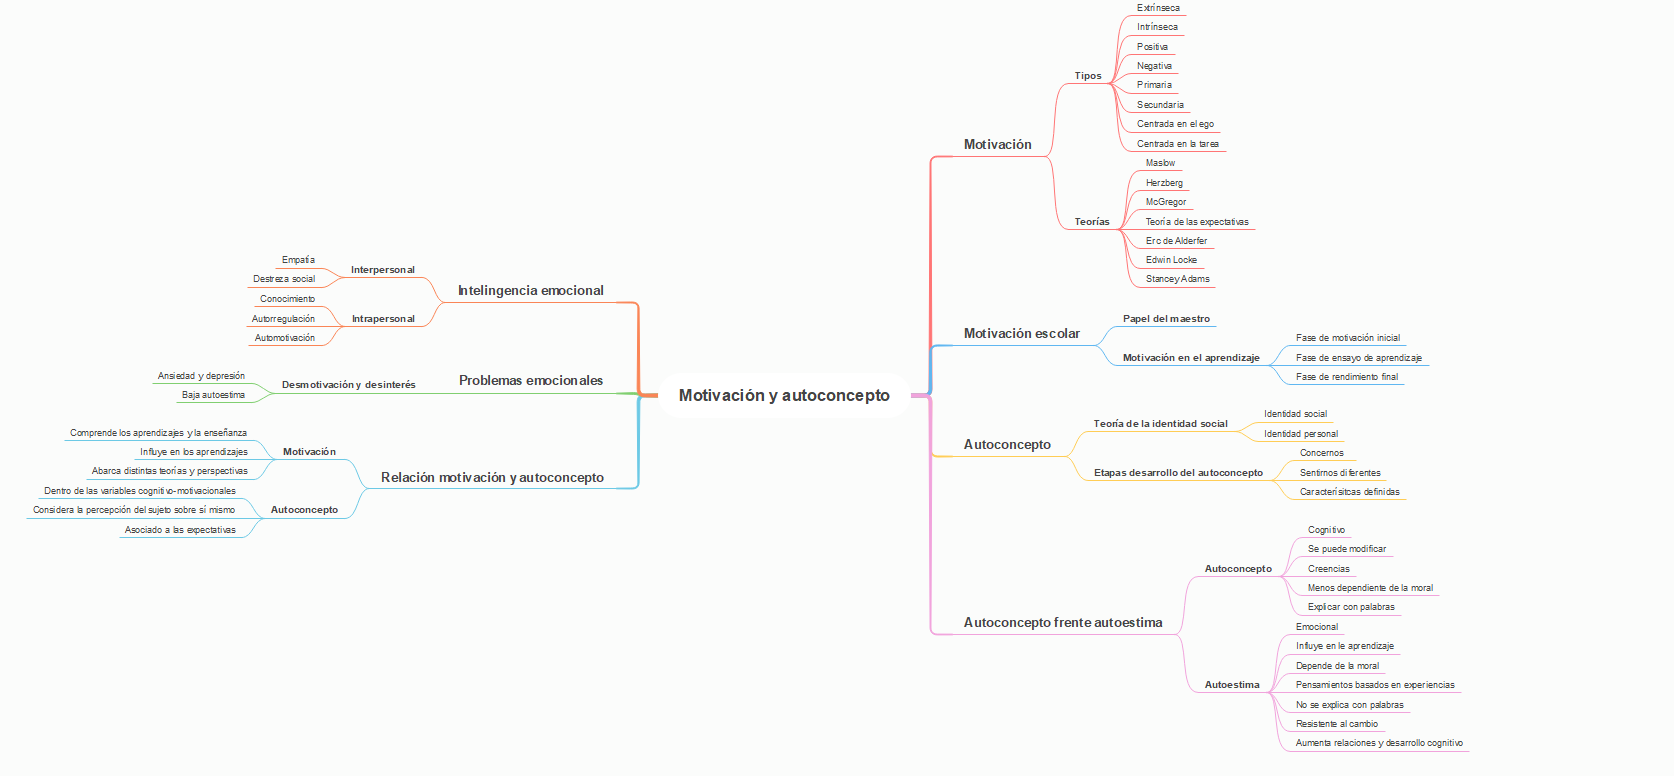 Motivación y autoconcepto
Motivación
Tipos
Extrínseca
Intrínseca
Positiva
Negativa
Primaria
Secundaria
Centrada en el ego
Centrada en la tarea
Teorías
Maslow
Herzberg
McGregor
Teoría de las expectativas
Erc de Alderfer
Edwin Locke
Stancey Adams
Motivación escolar
Papel del maestro
Motivación en el aprendizaje
Fase de motivación inicial
Fase de ensayo de aprendizaje
Fase de rendimiento final
Autoconcepto
Teoría de la identidad social
Identidad social
Identidad personal
Etapas desarrollo del autoconcepto
Concernos
Sentirnos diferentes
Caracterísitcas definidas
Autoconcepto frente autoestima
Autoconcepto
Cognitivo
Se puede modificar
Creencias
Menos dependiente de la moral
Explicar con palabras
Autoestima
Emocional
Influye en le aprendizaje
Depende de la moral
Pensamientos basados en experiencias
No se explica con palabras
Resistente al cambio
Aumenta relaciones y desarrollo cognitivo
Intelingencia emocional
Interpersonal
Empatía
Destreza social
Intrapersonal
Conocimiento
Autorregulación
Automotivación
Problemas emocionales
Desmotivación y desinterés
Ansiedad y depresión
Baja autoestima
Relación motivación y autoconcepto
Motivación
Comprende los aprendizajes y la enseñanza
Influye en los aprendizajes
Abarca distintas teorías y perspectivas
Autoconcepto
Dentro de las variables cognitivo-motivacionales
Considera la percepción del sujeto sobre sí mismo
Asociado a las expectativas